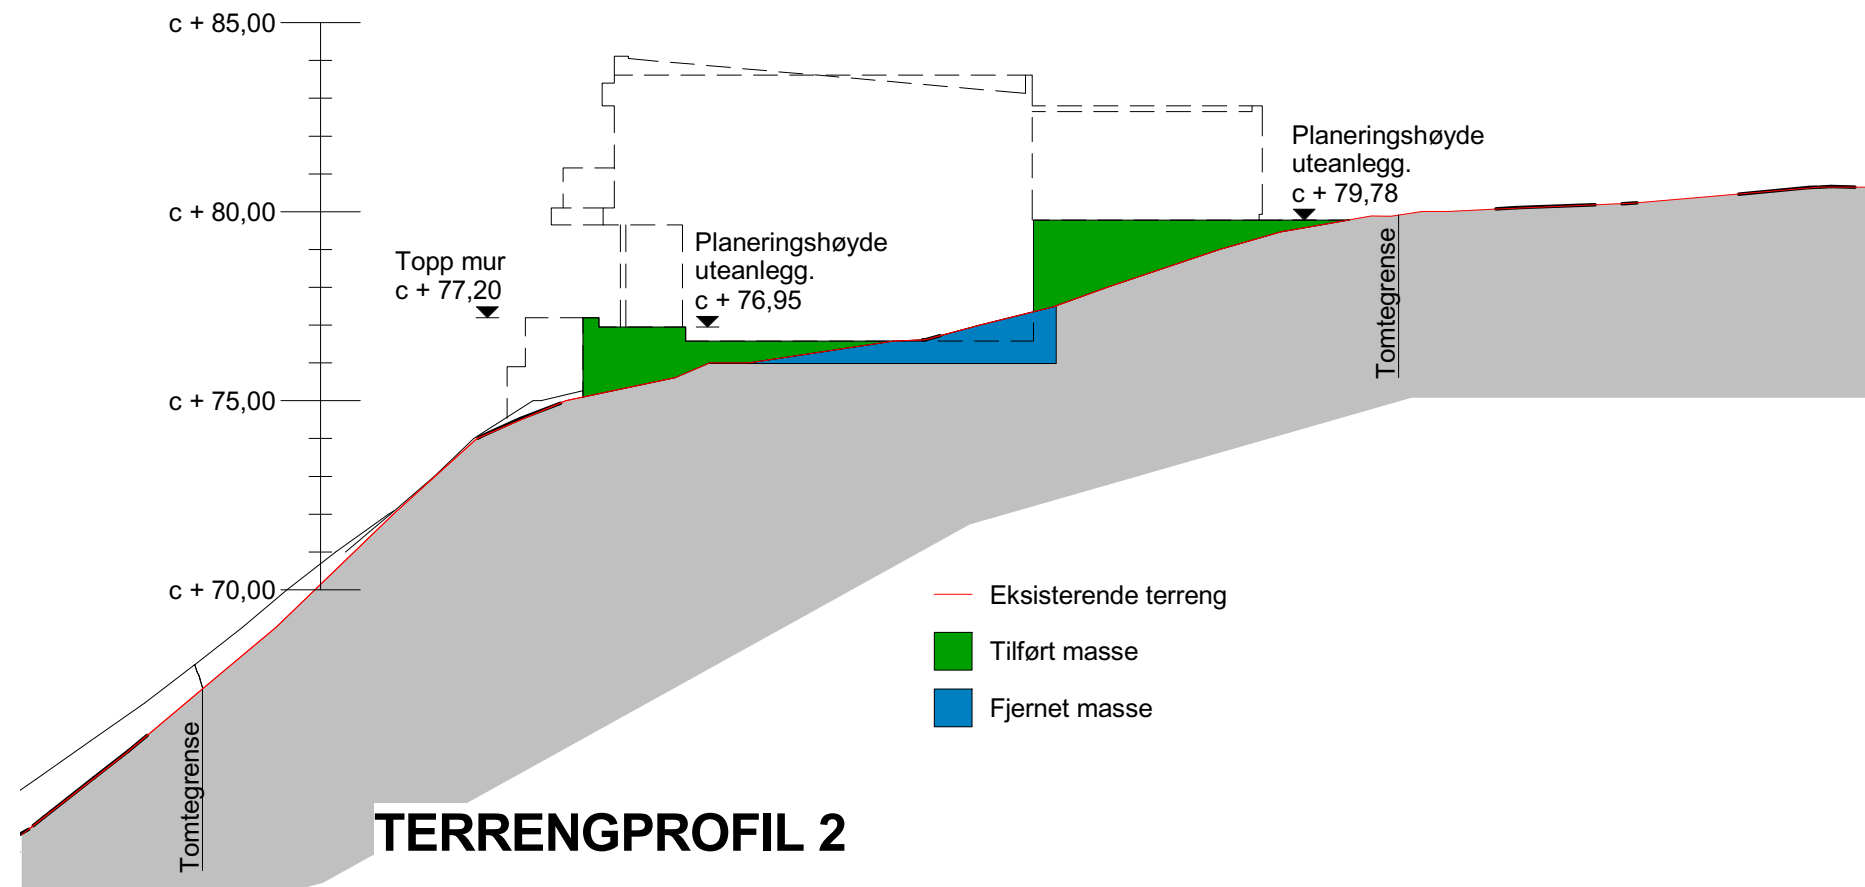 c + 85,00
Planeringshøyde
uteanlegg.
c + 79,78
c + 80,00
Topp mur
c + 77,20
Planeringshøyde
uteanlegg.
c + 76,95
Tomtegrense
c + 75,00
c + 70,00
Eksisterende terreng
Tilført masse
Fjernet masse
Tomtegrense
TERRENGPROFIL 2